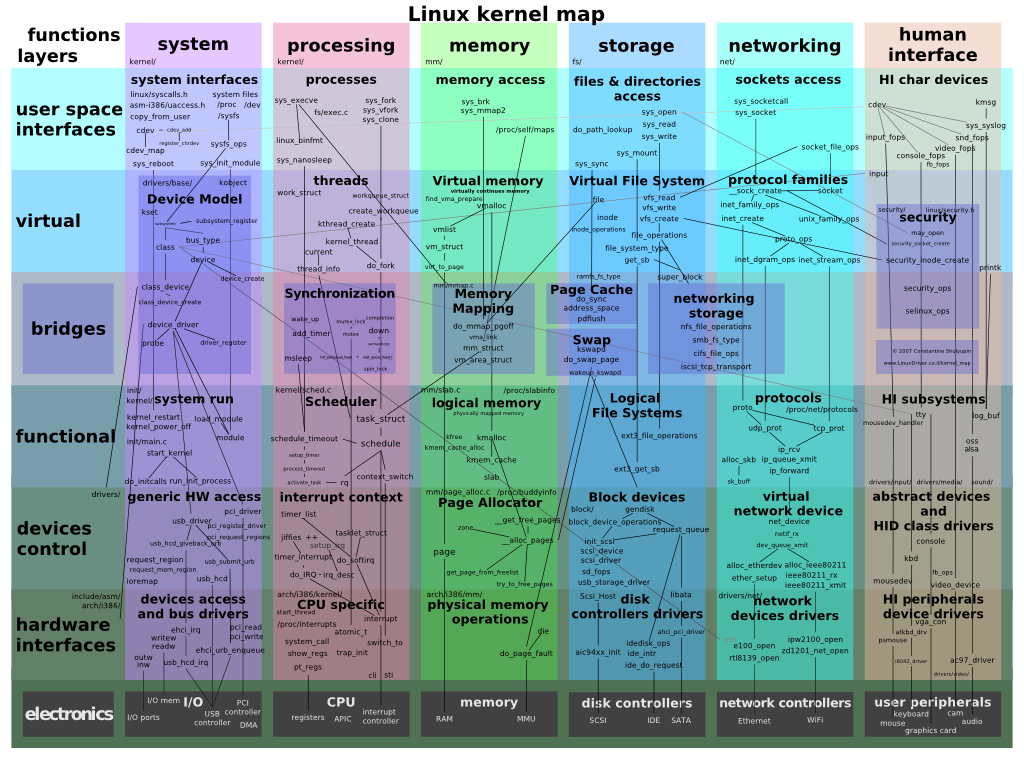 Linux kernel map
functions
layers
system
kernel/
processing
kernel/
memory
mm/
storage
fs/
networking
net/
human
interface
user space
interfaces
system interfaces
linux/syscalls.h
system files
asm-i386/uaccess.h
/proc /dev
copy_from_user
/sysfs
cdev
cdev_add
register_chrdev
cdev_map
sysfs_ops
sys_reboot
sys_init_module
processes
sys_execve
sys_fork
fs/exec.c
sys_vfork
sys_clone
linux_binfmt
sys_nanosleep
memory access
sys_brk
sys_mmap2
/proc/self/maps
files & directories
access
sys_open
do_path_lookup
sys_read
sys_write
sys_mount
sys_sync
sockets access
sys_socketcall
sys_socket
socket_file_ops
HI char devices
cdev
kmsg
sys_syslog
input_fops
snd_fops
video_fops
console_fops
fb_fops
input
virtual
drivers/base/
kobject
Device Model
kset
subsystem_register
subsystem
bus_type
class
device
device_create
threads
work_struct
workqueue_struct
create_workqueue
kthread_create
kernel_thread
current
thread_info
do_fork
Virtual memory
virtually continues memory
find_vma_prepare
vmalloc
vmlist
vm_struct
virt_to_page
Virtual File System
file
vfs_read
vfs_write
inode
vfs_create
inode_operations
file_operations
file_system_type
get_sb
ramfs_fs_type
super_block
protocol families
sock_create
socket
inet_family_ops
inet_create
unix_family_ops
proto_ops
inet_dgram_ops
inet_stream_ops
security/
linux/security.h
security
may_open
security_socket_create
security_inode_create
printk
security_ops
selinux_ops
© 2007 Constantine Shulyupin
www.LinuxDriver.co.il/kernel_map
bridges
class_device
class_device_create
device_driver
probe
driver_register
Synchronization
wake_up
mutex_lock
completion
add_timer
mutex
down
semaphore
msleep
spin_lock
mm/mmap.c
Memory
Mapping
do_mmap_pgoff
vma_link
mm_struct
vm_area_struct
Page Cache
do_sync
address_space
pdflush
Swap
kswapd
do_swap_page
wakeup_kswapd
networking
storage
nfs_file_operations
smb_fs_type
cifs_file_ops
iscsi_tcp_transport
functional
init/
kernel/
system run
kernel_restart
kernel_power_off
load_module
module
init/main.c
start_kernel
do_initcalls
run_init_process
drivers/
kernel/sched.c
Scheduler
task_struct
schedule_timeout
schedule
setup_timer
process_timeout
context_switch
activate_task
rq
mm/slab.c
/proc/slabinfo
logical memory
physically mapped memory
kfree
kmalloc
kmem_cache_alloc
kmem_cache
slab
Logical
File Systems
ext3_file_operations
ext3_get_sb
protocols
proto
/proc/net/protocols
udp_prot
tcp_prot
ip_rcv
alloc_skb
ip_queue_xmit
ip_forward
sk_buff
HI subsystems
tty
log_buf
mousedev_handler
oss
alsa
drivers/input/
drivers/media/
sound/
devices
control
generic HW access
pci_driver
usb_driver
pci_register_driver
pci_request_regions
usb_hcd_giveback_urb
request_region
usb_submit_urb
request_mem_region
ioremap
usb_hcd
interrupt context
timer_list
jiffies ++
tasklet_struct
setup_irq
timer_interrupt
do_softirq
do_IRQ
irq_desc
mm/page_alloc.c
/proc/buddyinfo
Page Allocator
zone
__get_free_pages
__alloc_pages
page
get_page_from_freelist
try_to_free_pages
Block devices
block/
gendisk
block_device_operations
request_queue
init_scsi
scsi_device
scsi_driver
sd_fops
usb_storage_driver
virtual
network device
net_device
netif_rx
dev_queue_xmit
alloc_etherdev
alloc_ieee80211
ether_setup
ieee80211_rx
ieee80211_xmit
drivers/net/
abstract devices
and
HID class drivers
console
kbd
fb_ops
mousedev
video_device
hardware
interfaces
include/asm/
arch/i386/
devices access
and bus drivers
ehci_irq
pci_read
pci_write
writew
readw
ehci_urb_enqueue
outw
inw
usb_hcd_irq
arch/i386/kernel/
CPU specific
start_thread
interrupt
/proc/interrupts
atomic_t
system_call
switch_to
show_regs
trap_init
pt_regs
cli sti
arch/i386/mm/
physical memory
operations
die
do_page_fault
Scsi_Host
libata
disk
controllers drivers
ahci_pci_driver
idedisk_ops
aic94xx_init
ide_intr
ide_do_request
network
devices drivers
net
ipw2100_open
e100_open
zd1201_net_open
rtl8139_open
HI peripherals
device drivers
vga_con
atkbd_drv
psmouse
i8042_driver
ac97_driver
drivers/video/
electronics
I/O
I/O mem
I/O ports
USB
controller
PCI
controller
DMA
CPU
registers
APIC
interrupt
controller
memory
RAM
MMU
disk controllers
SCSI
IDE
SATA
network controllers
Ethernet
WiFi
user peripherals
keyboard
cam
mouse
audio
graphics card